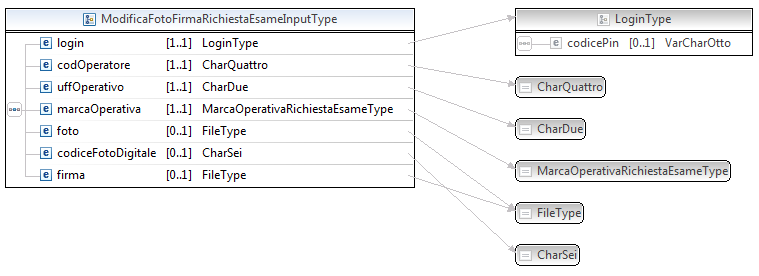 ModificaFotoFirmaRichiestaEsameInputType
e login [1..1] LoginType
e codOperatore [1..1] CharQuattro
e uffOperativo [1..1] CharDue
e marcaOperativa [1..1] MarcaOperativaRichiestaEsameType
e foto [0..1] FileType
e codiceFotoDigitale [0..1] CharSei
e firma [0..1] FileType
LoginType
e codicePin [0..1] VarCharOtto
CharQuattro
CharDue
MarcaOperativaRichiestaEsameType
FileType
CharSei